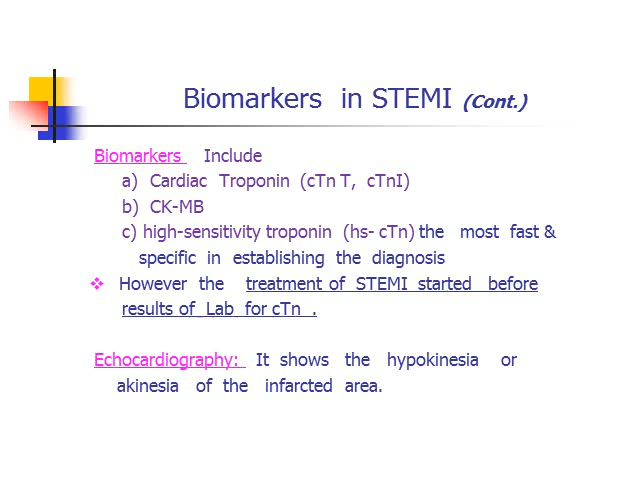 Biomarkers in STEMI (Cont.)
Biomarkers Include
a) Cardiac Troponin (cTn T, cTnI)
b) CK-MB
c) high-sensitivity troponin (hs- cTn) the most fast &
specific in establishing the diagnosis
❖ However the treatment of STEMI started before
results of Lab for cTn .
Echocardiography: It shows the hypokinesia or
akinesia of the infarcted area.